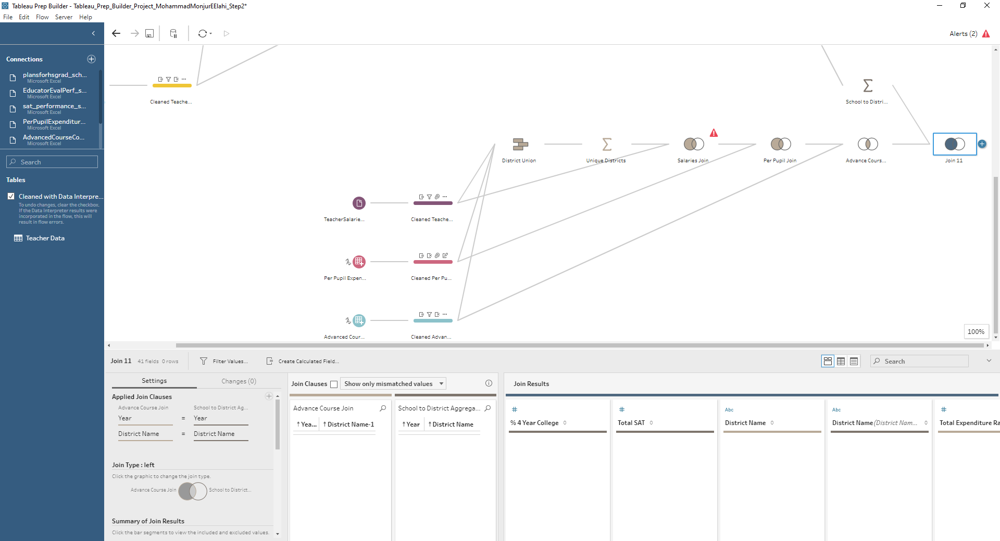 Tableau Prep Builder - Tableau_Prep_Builder_Project_MohammadMonjurEElahi_Step2*
File Edit Flow Server Help
Alerts (2)
Connections
plansforhsgrad_sch...
Microsoft Excel
EducatorEvalPerf_s...
Microsoft Excel
sat_performance_s...
Microsoft Excel
PerPupilExpenditur...
Microsoft Excel
AdvancedCourseCo...
Microsoft Excel
Search
Tables
Cleaned with Data Interpre...
To undo changes, clear the checkbox.
If the Data Interpreter results were
incorporated in the flow, this will
result in flow errors.
Teacher Data
Cleaned Teache...
School to Distri...
District Union
Unique Districts
Salaries Join
Per Pupil Join
Advance Cours...
Join 11
TeacherSalarie...
Cleaned Teache...
Per Pupil Expen...
Cleaned Per Pu...
Advanced Cour...
Cleaned Advan...
100%
Join 11 41 fields 0 rows
Filter Values...
Create Calculated Field...
Search
Settings
Changes (0)
Applied Join Clauses
Advance Course Join School to District Ag...
Year = Year
District Name = District Name
Join Type : left
Click the graphic to change the join type.
Advance Course Join School to District...
Summary of Join Results
Click the bar segments to view the included and excluded values.
Join Clauses Show only mismatched values
Advance Course Join
Yea... District Name-1
School to District Aggrega...
Year District Name
Join Results
% 4 Year College 0
Total SAT 0
Abc
District Name 0
Abc
District Name (District Nam... 0
Total Expenditure Ra